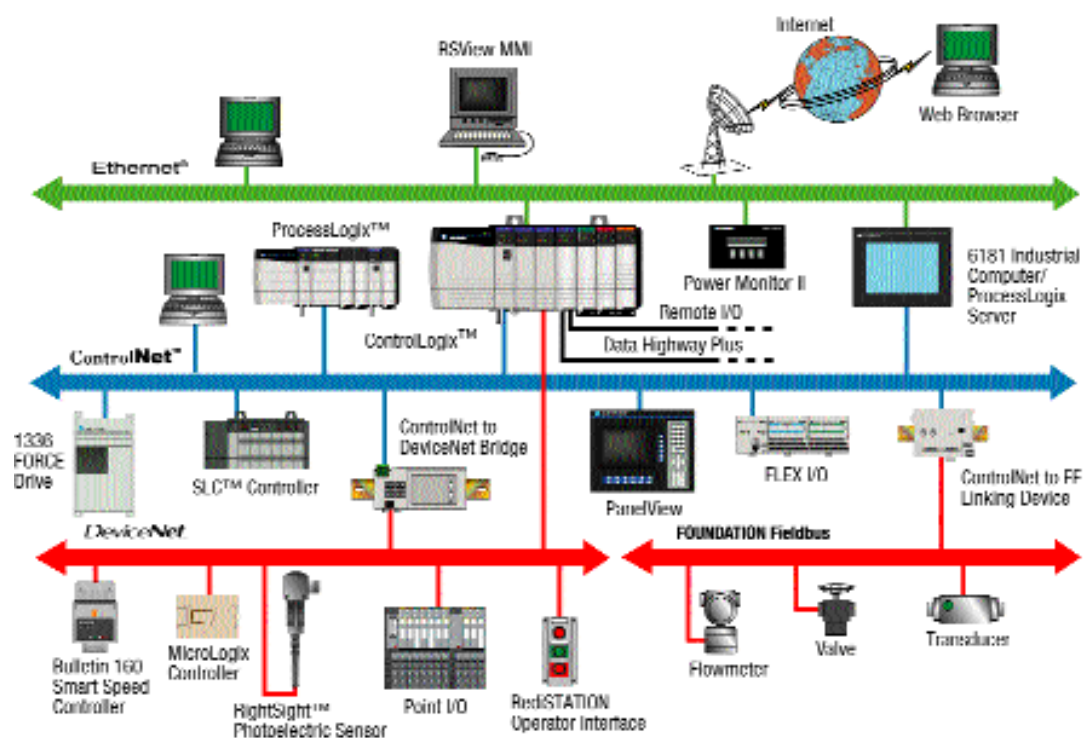 Internet
RSView MMI
Web Browser
Ethernet®
ProcessLogix™
Power Monitor II
6181 Industrial
Computer/
ProcessLogix
Server
Remote I/O
ControlLogix™
Data Highway Plus
ControlNet™
1336
FORCE
Drive
SLC™ Controller
ControlNet to
DeviceNet Bridge
PanelView
FLEX I/O
ControlNet to FF
Linking Device
DeviceNet
FOUNDATION Fieldbus
Bulletin 160
Smart Speed
Controller
MicroLogix
Controller
RightSight™
Photoelectric Sensor
Point I/O
RediSTATION
Operator Interface
Flowmeter
Valve
Transducer